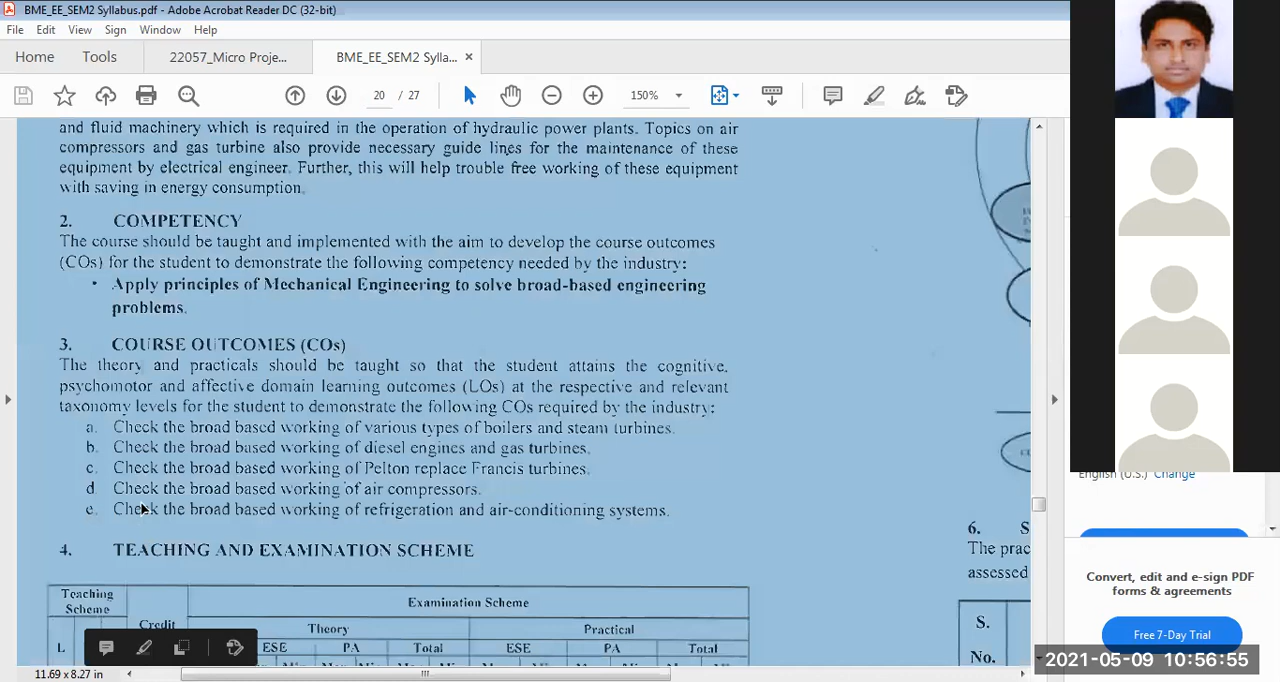 BME_EE_SEM2 Syllabus.pdf - Adobe Acrobat Reader DC (32-bit)
File Edit View Sign Window Help
Home Tools 22057_Micro Proje... BME_EE_SEM2 Sylla... ×
20 / 27 150%
and fluid machinery which is required in the operation of hydraulic power plants. Topics on air
compressors and gas turbine also provide necessary guide lines for the maintenance of these
equipment by electrical engineer. Further, this will help trouble free working of these equipment
with saving in energy consumption.
2. COMPETENCY
The course should be taught and implemented with the aim to develop the course outcomes
(COs) for the student to demonstrate the following competency needed by the industry:
• Apply principles of Mechanical Engineering to solve broad-based engineering
problems.
3. COURSE OUTCOMES (COs)
The theory and practicals should be taught so that the student attains the cognitive,
psychomotor and affective domain learning outcomes (LOs) at the respective and relevant
taxonomy levels for the student to demonstrate the following COs required by the industry:
a. Check the broad based working of various types of boilers and steam turbines.
b. Check the broad based working of diesel engines and gas turbines.
c. Check the broad based working of Pelton replace Francis turbines.
d. Check the broad based working of air compressors.
e. Check the broad based working of refrigeration and air-conditioning systems.
4. TEACHING AND EXAMINATION SCHEME
Teaching
Scheme
Credit
Examination Scheme
Theory Practical
L ESE PA Total ESE PA Total
6. S
The prac
assessed
S.
No.
English (U.S.) Change
Convert, edit and e-sign PDF
forms & agreements
Free 7-Day Trial
11.69 x 8.27 in
2021-05-09 10:56:55